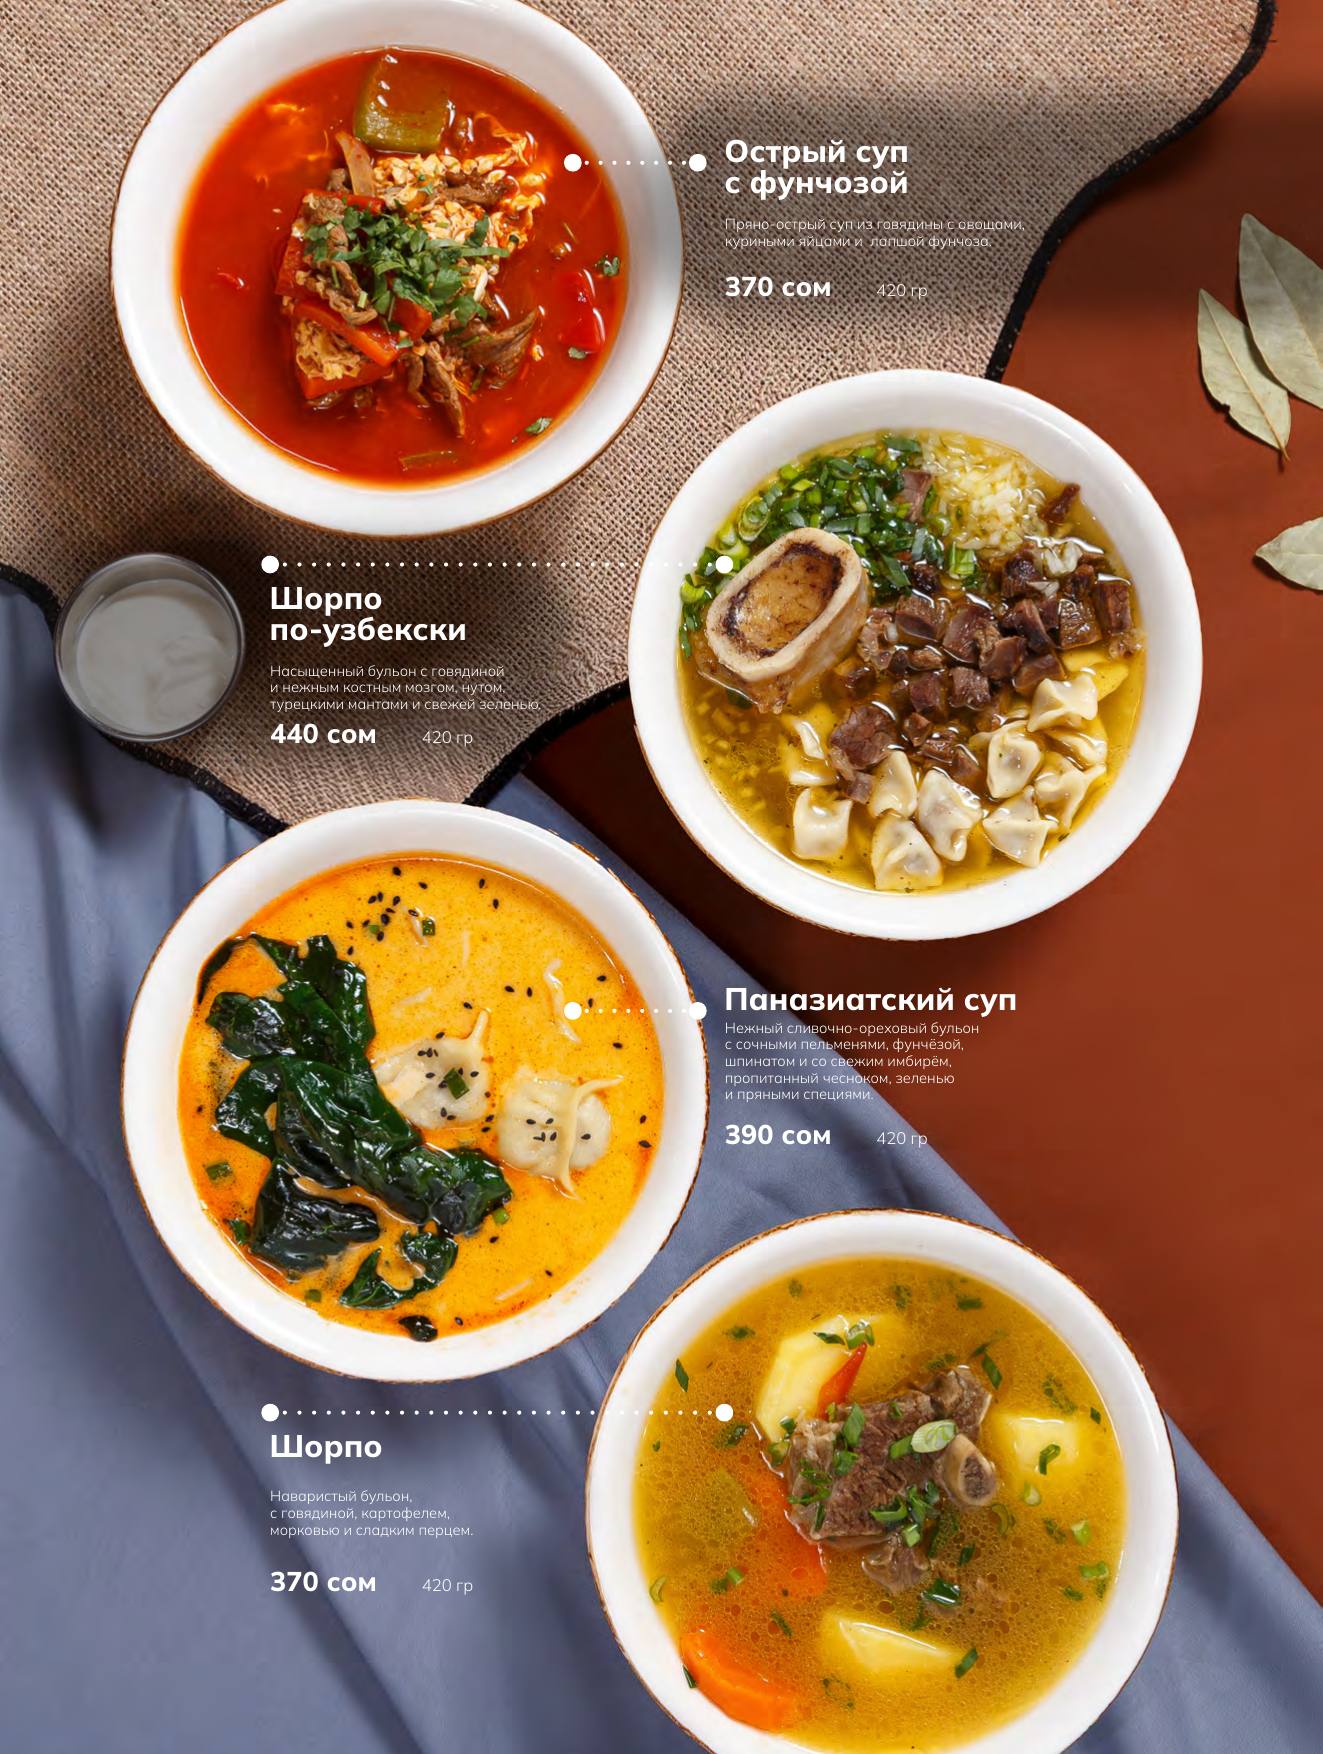 Острый суп
с фунчозой
Пряно-острый суп из говядины с овощами,
куриными яйцами и лапшой фунчоза.
370 сом 420 гр
Шорпо
по-узбекски
Насыщенный бульон с говядиной
и нежным костным мозгом, нутом,
турецкими мантами и свежей зеленью.
440 сом 420 гр
Паназиатский суп
Нежный сливочно-ореховый бульон
с сочными пельменями, фунчёзой,
шпинатом и со свежим имбирём,
пропитанный чесноком, зеленью
и пряными специями.
390 сом 420 гр
Шорпо
Наваристый бульон,
с говядиной, картофелем,
морковью и сладким перцем.
370 сом 420 гр